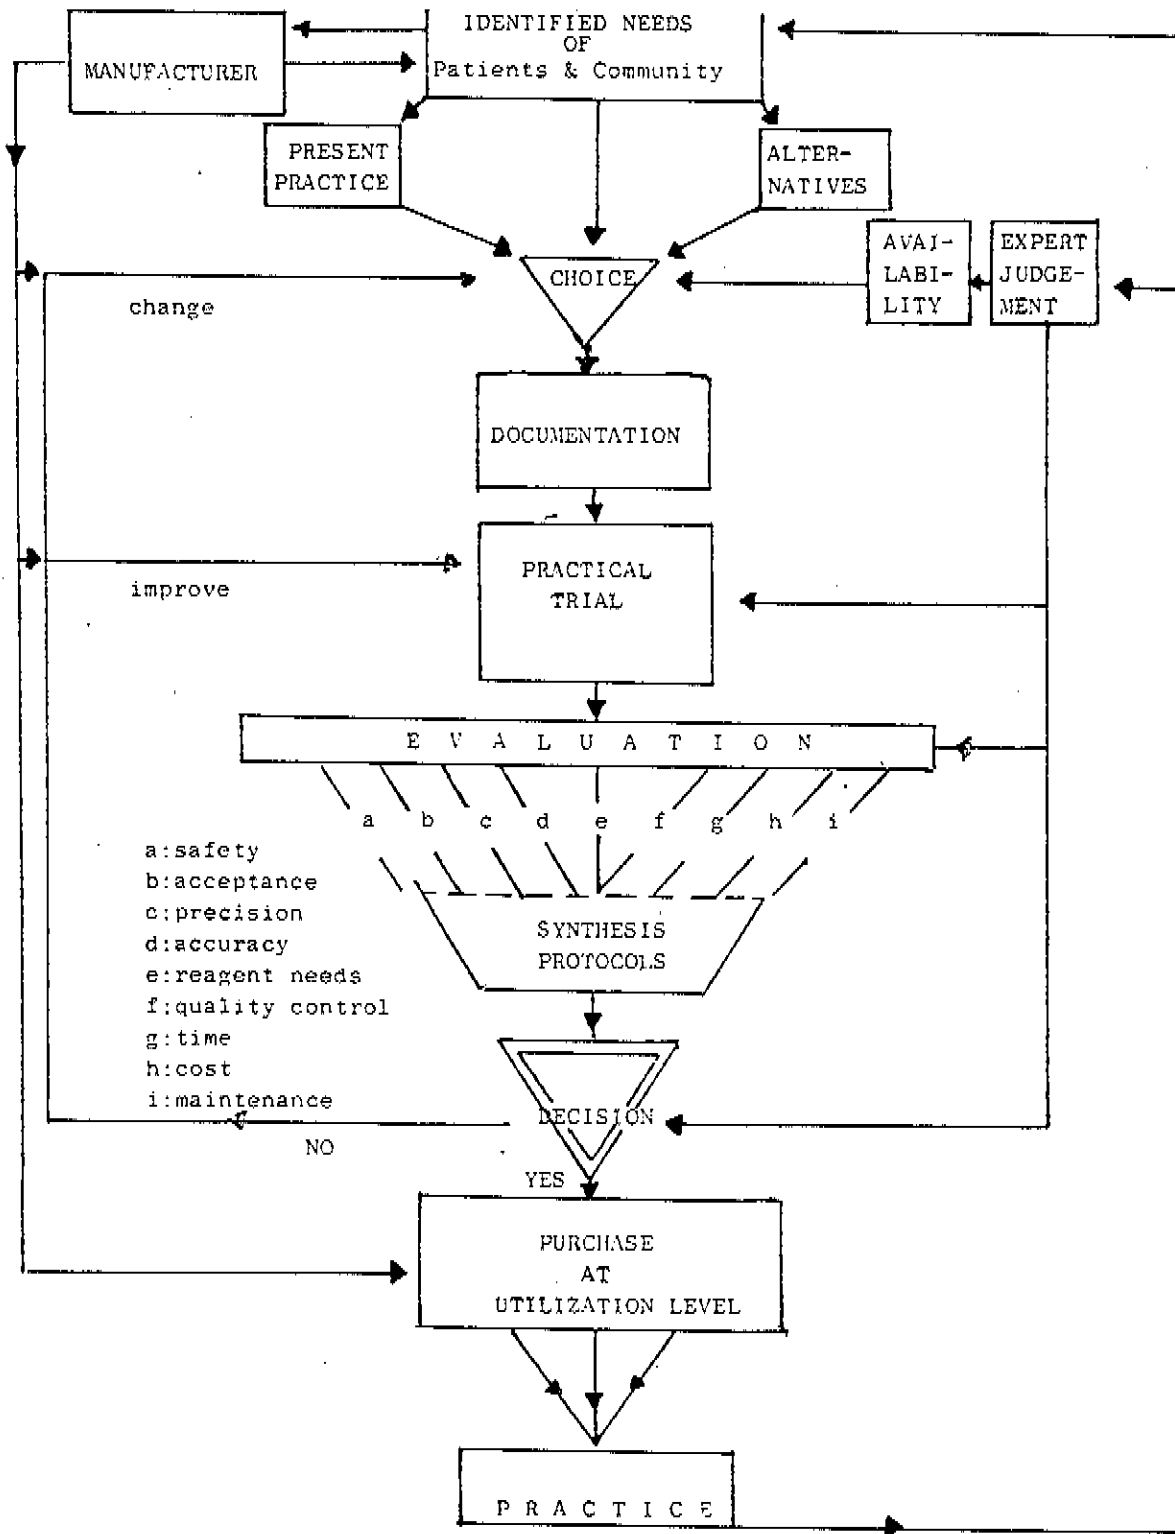 IDENTIFIED NEEDS
OF
Patients & Community
MANUFACTURER
PRESENT
PRACTICE
ALTER-
NATIVES
AVAI-
LABI-
LITY
EXPERT
JUDGE-
MENT
CHOICE
change
DOCUMENTATION
PRACTICAL
TRIAL
improve
E V A L U A T I O N
a b c d e f g h i
a:safety
b:acceptance
c:precision
d:accuracy
e:reagent needs
f:quality control
g:time
h:cost
i:maintenance
SYNTHESIS
PROTOCOLS
DECISION
NO
YES
PURCHASE
AT
UTILIZATION LEVEL
P R A C T I C E